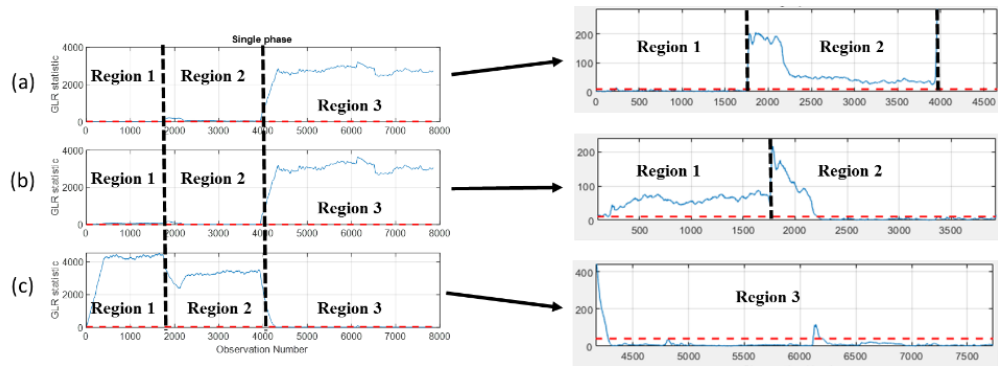 Single phase
(a)
GLR statistic
4000
2000
0
Region 1
Region 2
Region 3
0 1000 2000 3000 4000 5000 6000 7000 8000
200
100
0
Region 1
Region 2
0 500 1000 1500 2000 2500 3000 3500 4000 4500
(b)
GLR statistic
4000
2000
0
Region 1
Region 2
Region 3
0 1000 2000 3000 4000 5000 6000 7000 8000
200
100
0
Region 1
Region 2
500 1000 1500 2000 2500 3000 3500
(c)
GLR statistic
4000
2000
0
Region 1
Region 2
Region 3
0 1000 2000 3000 4000 5000 6000 7000 8000
Observation Number
400
200
0
Region 3
4500 5000 5500 6000 6500 7000 7500